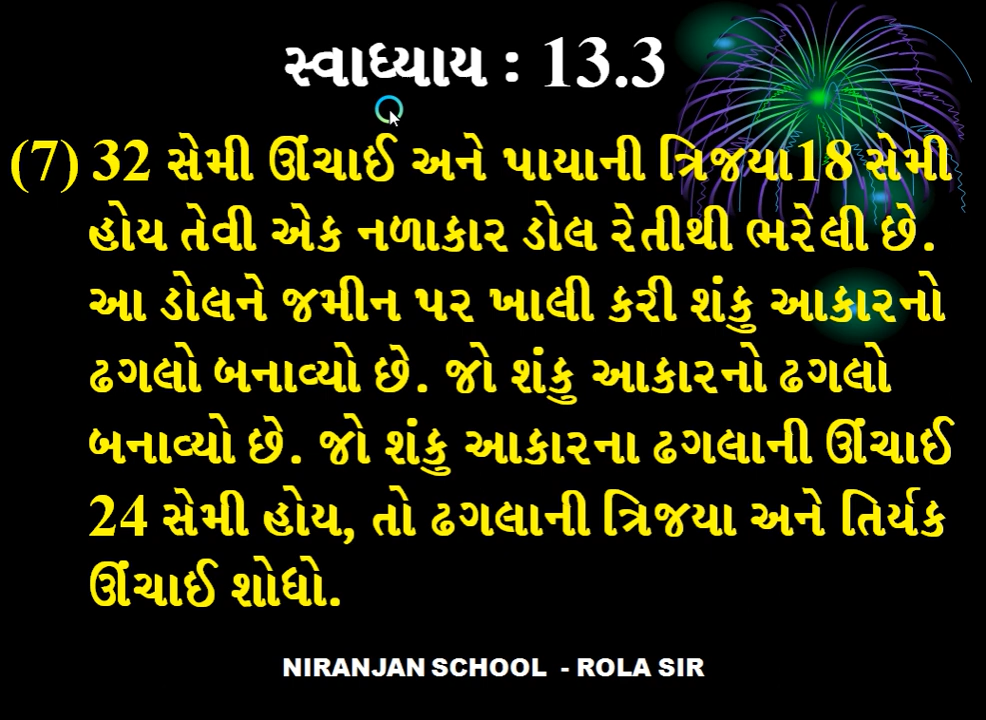 સ્વાધ્યાય : 13.3
(7) 32 સેમી ઊંચાઈ અને પાયાની ત્રિજયા18 સેમી
હોય તેવી એક નળાકાર ડોલ રેતીથી ભરેલી છે.
આ ડોલને જમીન પર ખાલી કરી શંકુ આકારનો
ઢગલો બનાવ્યો છે. જો શંકુ આકારનો ઢગલો
બનાવ્યો છે. જો શંકુ આકારના ઢગલાની ઊંચાઈ
24 સેમી હોય, તો ઢગલાની ત્રિજયા અને તિર્યક
ઊંચાઈ શોધો.
NIRANJAN SCHOOL - ROLA SIR